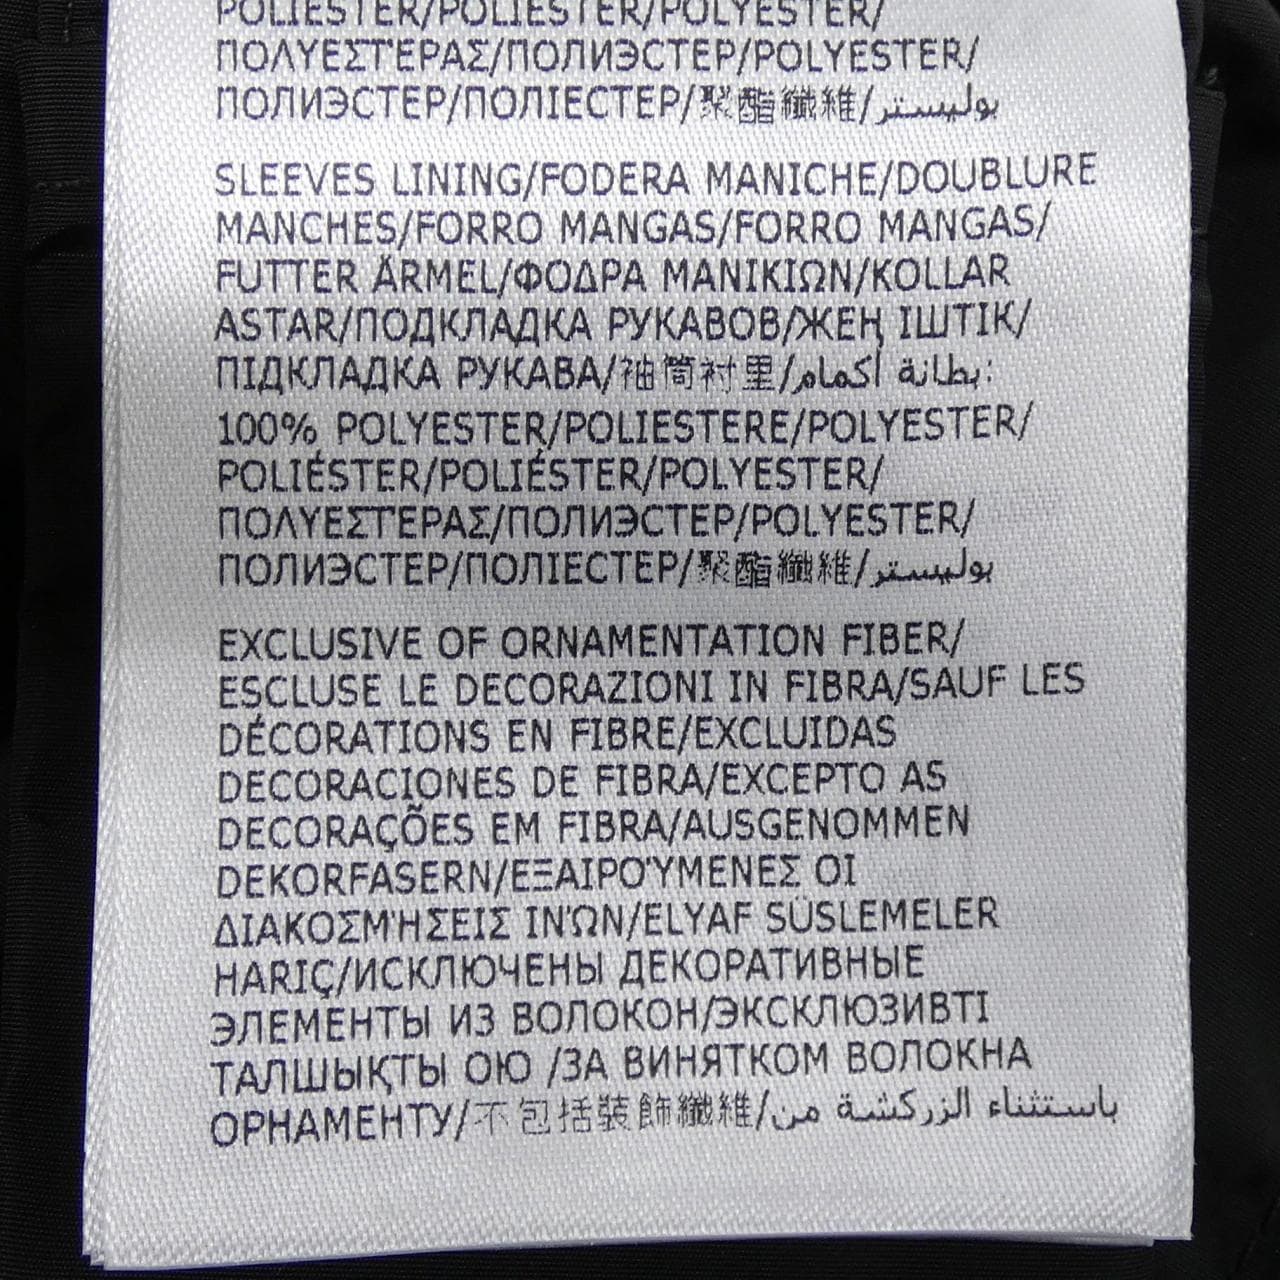 POLIÉSTER/POLIÉSTER/POLYESTER/
ΠΟΛΥΕΣΤΈΡΑΣ/ПОЛИЭСТЕР/POLYESTER/
ПОЛИЭСТЕР/ПОЛІЕСТЕР/聚酯纖維/بوليستر
SLEEVES LINING/FODERA MANICHE/DOUBLURE
MANCHES/FORRO MANGAS/FORRO MANGAS/
FUTTER ÄRMEL/ΦΟΔΡΑ ΜΑΝΙΚΙΩΝ/KOLLAR
ASTAR/ПОДКЛАДКА РУКАВОВ/ЖЕҢ ІШТІК/
ПІДКЛАДКА РУКАВА/袖筒衬里/بطانة أكمام:
100% POLYESTER/POLIESTERE/POLYESTER/
POLIÉSTER/POLIÉSTER/POLYESTER/
ΠΟΛΥΕΣΤΈΡΑΣ/ПОЛИЭСТЕР/POLYESTER/
ПОЛИЭСТЕР/ПОЛІЕСТЕР/聚酯纖維/بوليستر
EXCLUSIVE OF ORNAMENTATION FIBER/
ESCLUSE LE DECORAZIONI IN FIBRA/SAUF LES
DÉCORATIONS EN FIBRE/EXCLUIDAS
DECORACIONES DE FIBRA/EXCEPTO AS
DECORAÇÕES EM FIBRA/AUSGENOMMEN
DEKORFASERN/ΕΞΑΙΡΟΎΜΕΝΕΣ ΟΙ
ΔΙΑΚΟΣΜΉΣΕΙΣ ΙΝΏΝ/ELYAF SÜSLEMELER
HARIÇ/ИСКЛЮЧЕНЫ ДЕКОРАТИВНЫЕ
ЭЛЕМЕНТЫ ИЗ ВОЛОКОН/ЭКСКЛЮЗИВТІ
ТАЛШЫҚТЫ ОЮ /ЗА ВИНЯТКОМ ВОЛОКНА
ОРНАМЕНТУ/不包括裝飾纖維/باستثناء الزركشة من